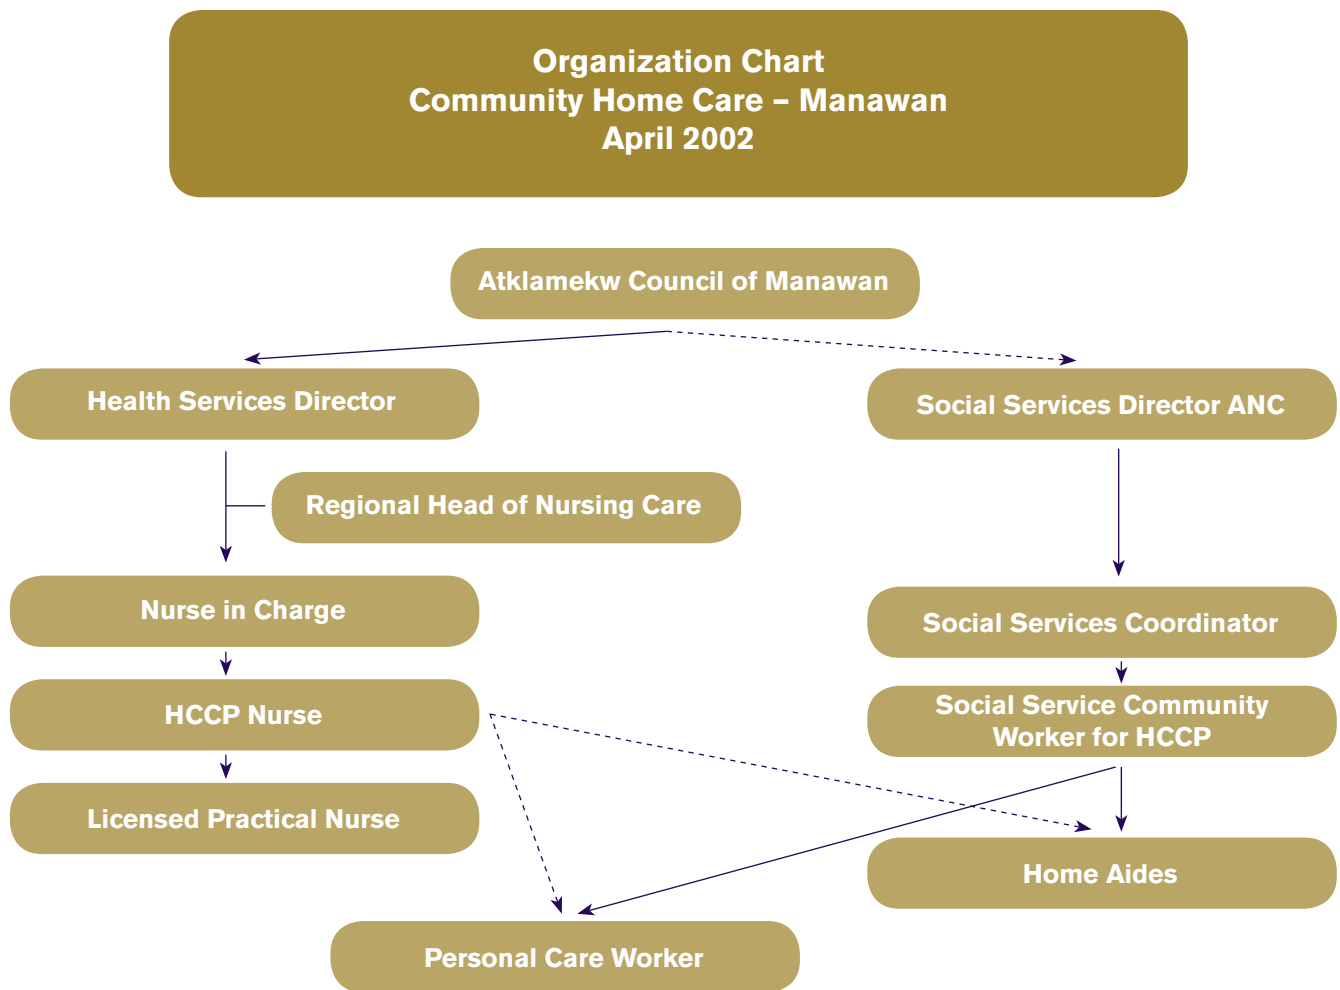 Organization Chart
Community Home Care – Manawan
April 2002
Atklamekw Council of Manawan
Health Services Director
Social Services Director ANC
Regional Head of Nursing Care
Nurse in Charge
Social Services Coordinator
HCCP Nurse
Social Service Community
Worker for HCCP
Licensed Practical Nurse
Home Aides
Personal Care Worker